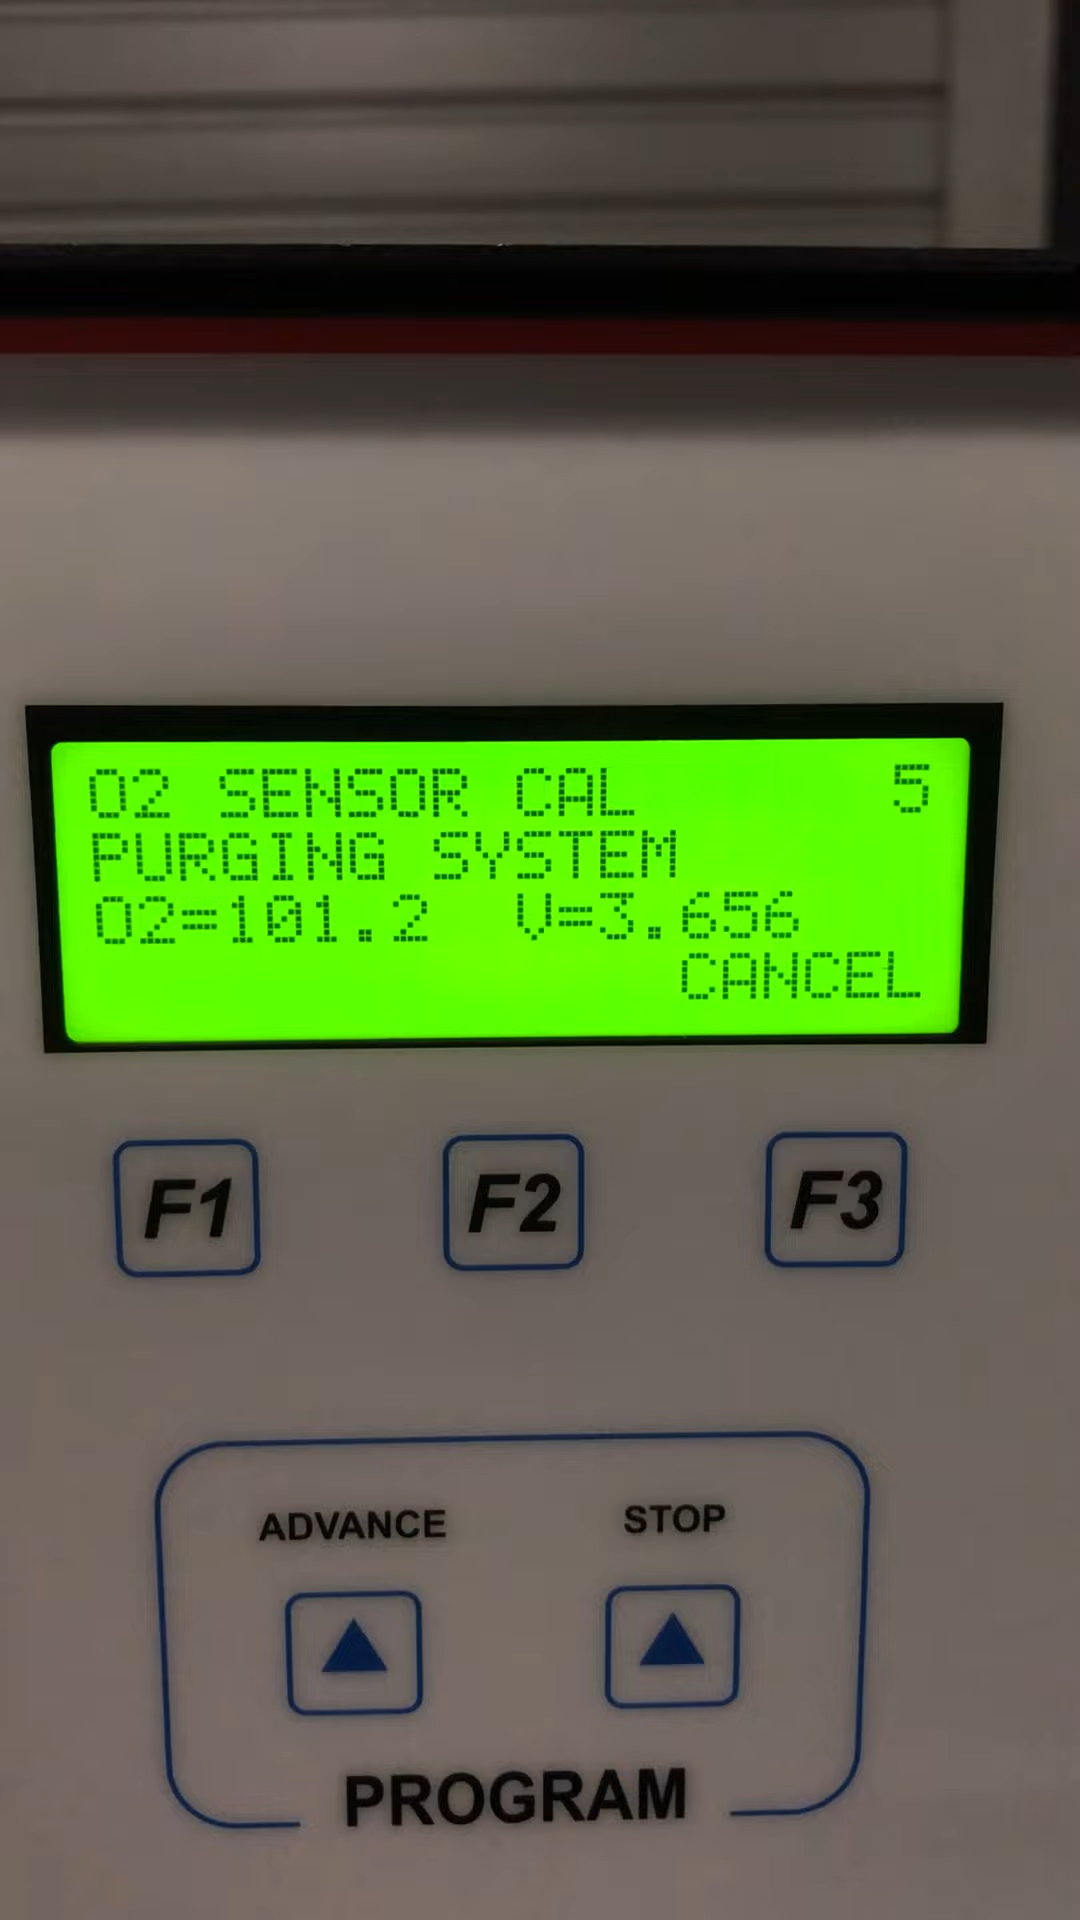 O2 SENSOR CAL 5
PURGING SYSTEM
O2=101.2 V=3.656
CANCEL
F1 F2 F3
ADVANCE STOP
PROGRAM